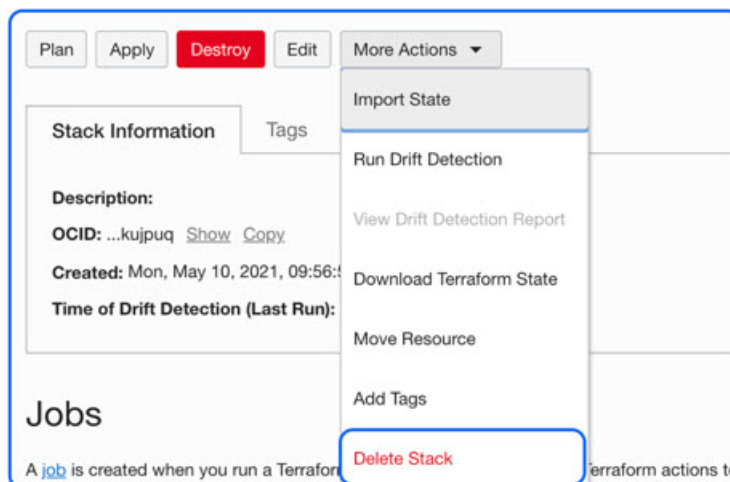 Plan Apply Destroy Edit More Actions
Import State
Stack Information Tags
Run Drift Detection
Description:
View Drift Detection Report
OCID: ...kujpuq Show Copy
Created: Mon, May 10, 2021, 09:56:
Download Terraform State
Time of Drift Detection (Last Run):
Move Resource
Add Tags
Jobs
Delete Stack
A job is created when you run a Terraform actions